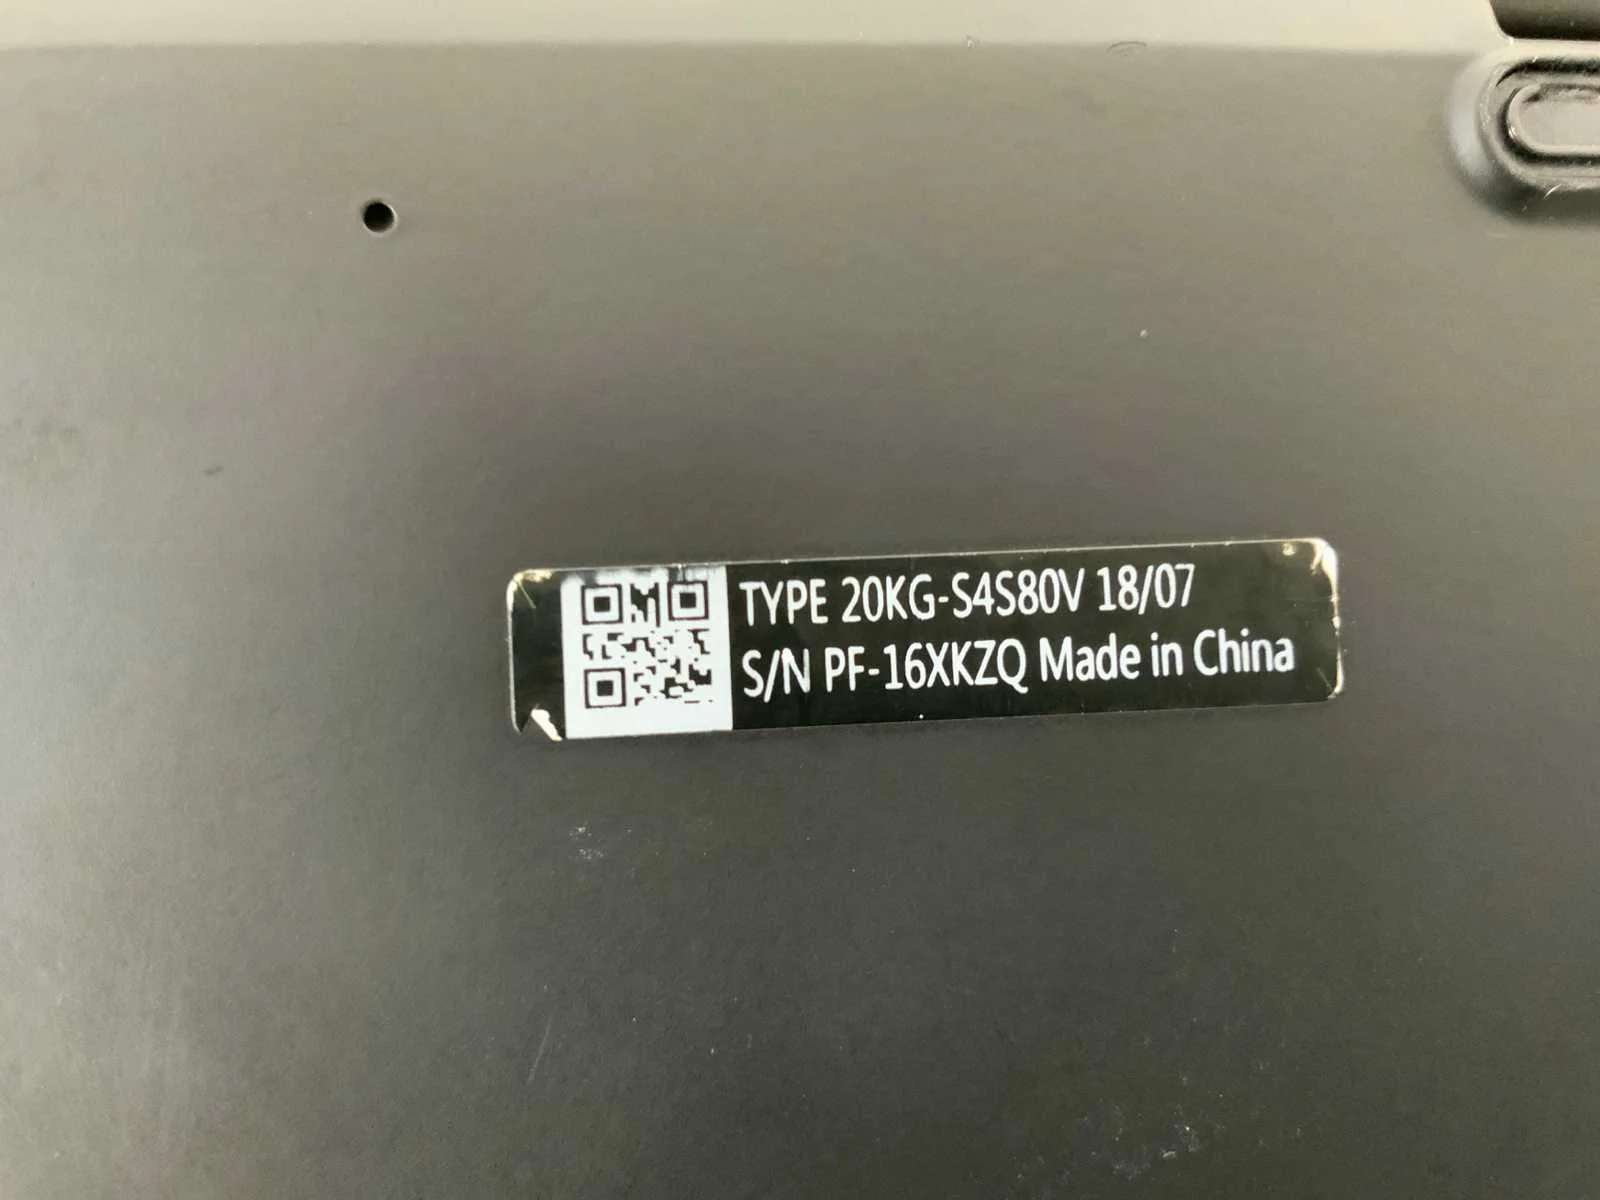 TYPE 20KG-S4S80V 18/07
S/N PF-16XKZQ Made in China